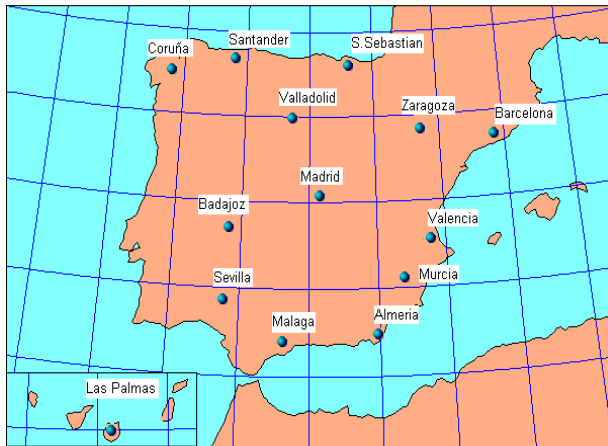 Santander
S.Sebastian
Coruña
Valladolid
Zaragoza
Barcelona
Madrid
Badajoz
Valencia
Sevilla
Murcia
Malaga
Almeria
Las Palmas